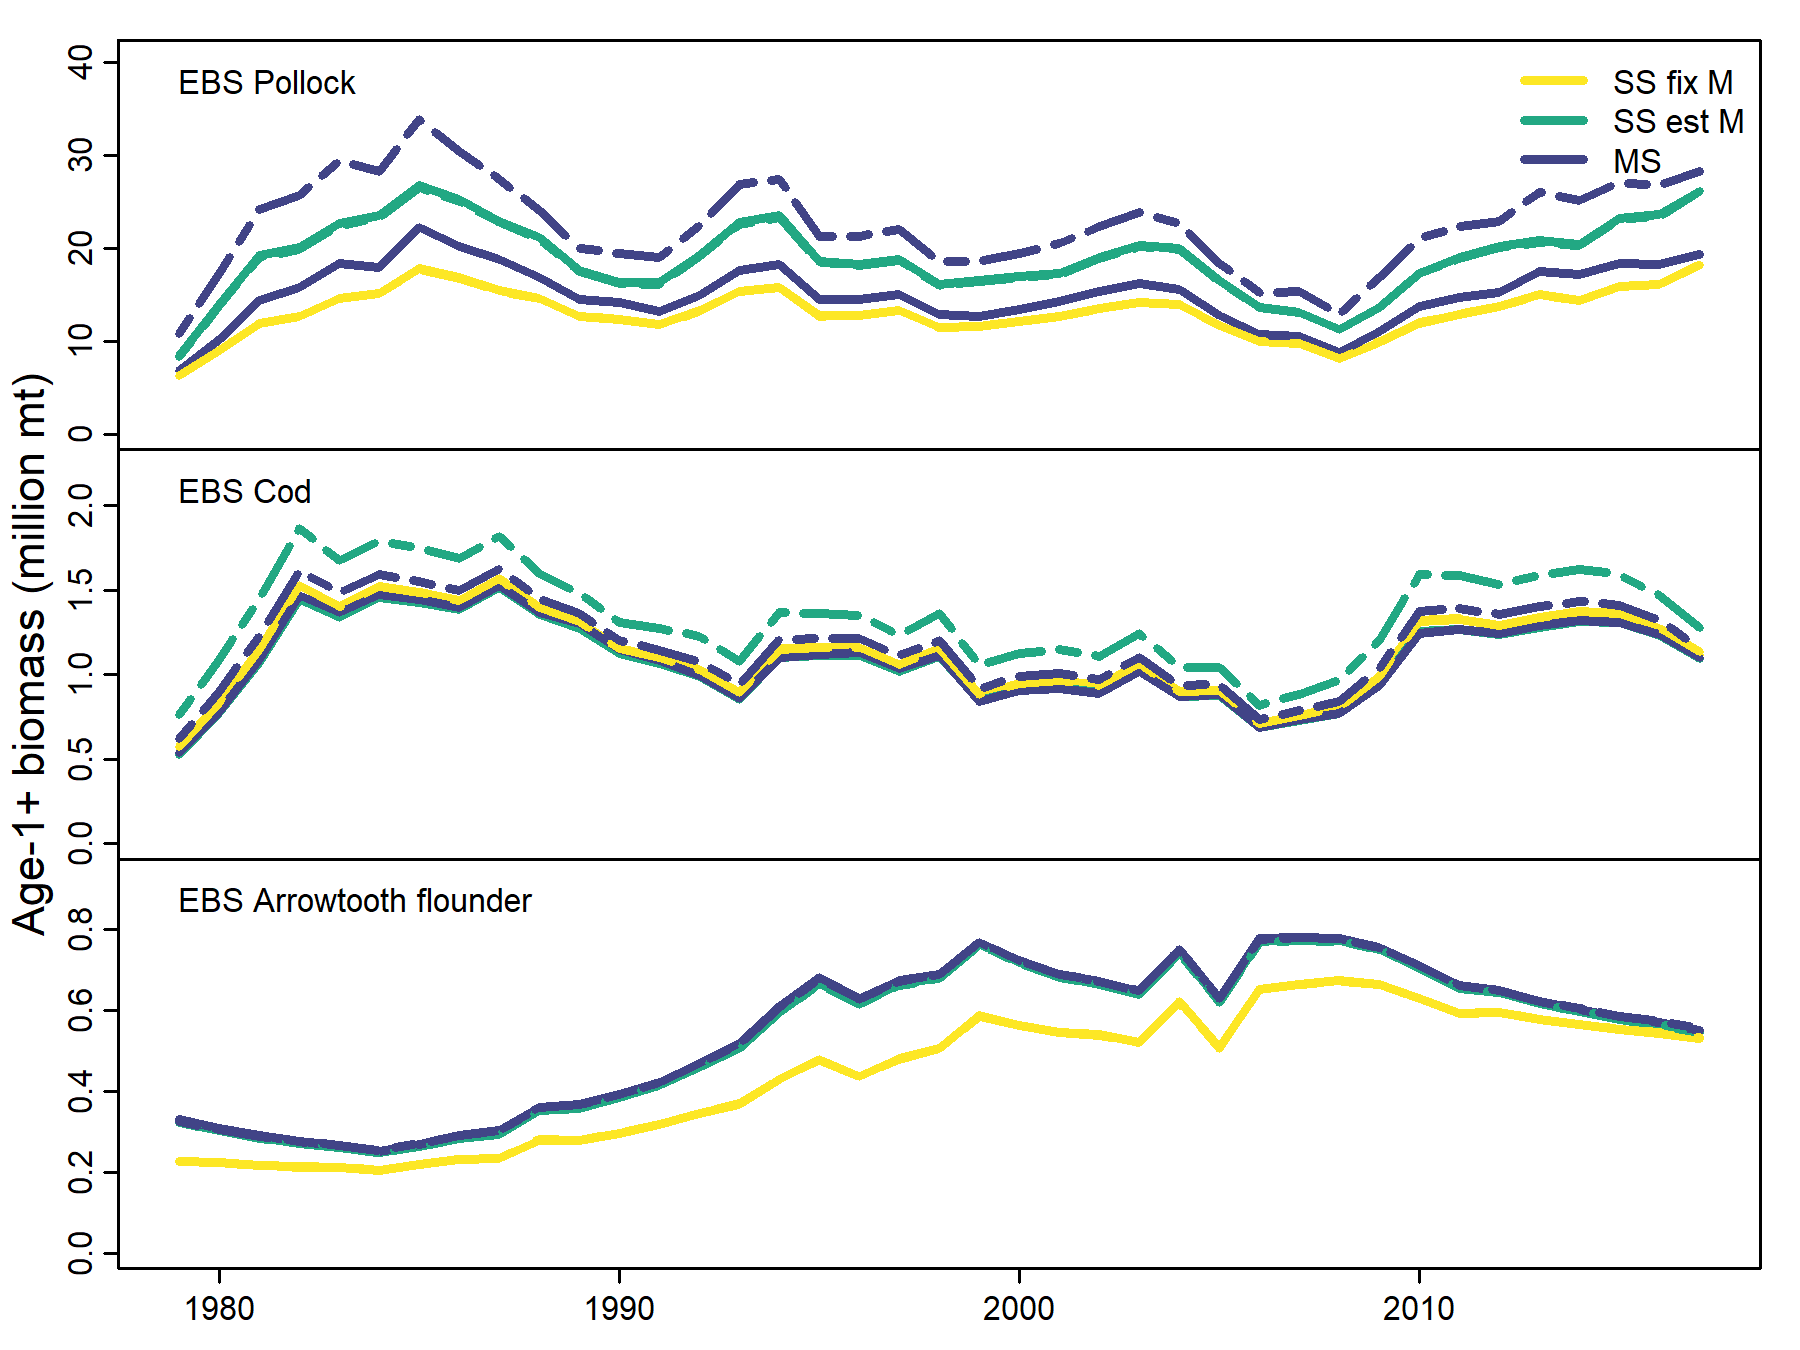 Age-1+ biomass (million mt)
EBS Pollock
SS fix M
SS est M
MS
40
30
20
10
0
EBS Cod
2.0
1.5
1.0
0.5
0.0
EBS Arrowtooth flounder
0.8
0.6
0.4
0.2
0.0
1980 1990 2000 2010